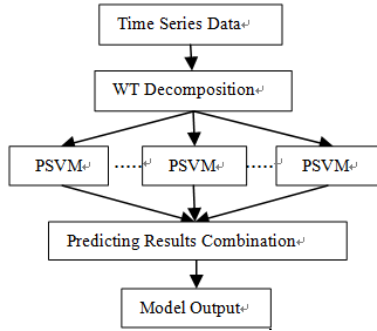 Time Series Data↵
WT Decomposition↵
PSVM↵ ......↵ PSVM↵ ......↵ PSVM↵
Predicting Results Combination↵
Model Output↵